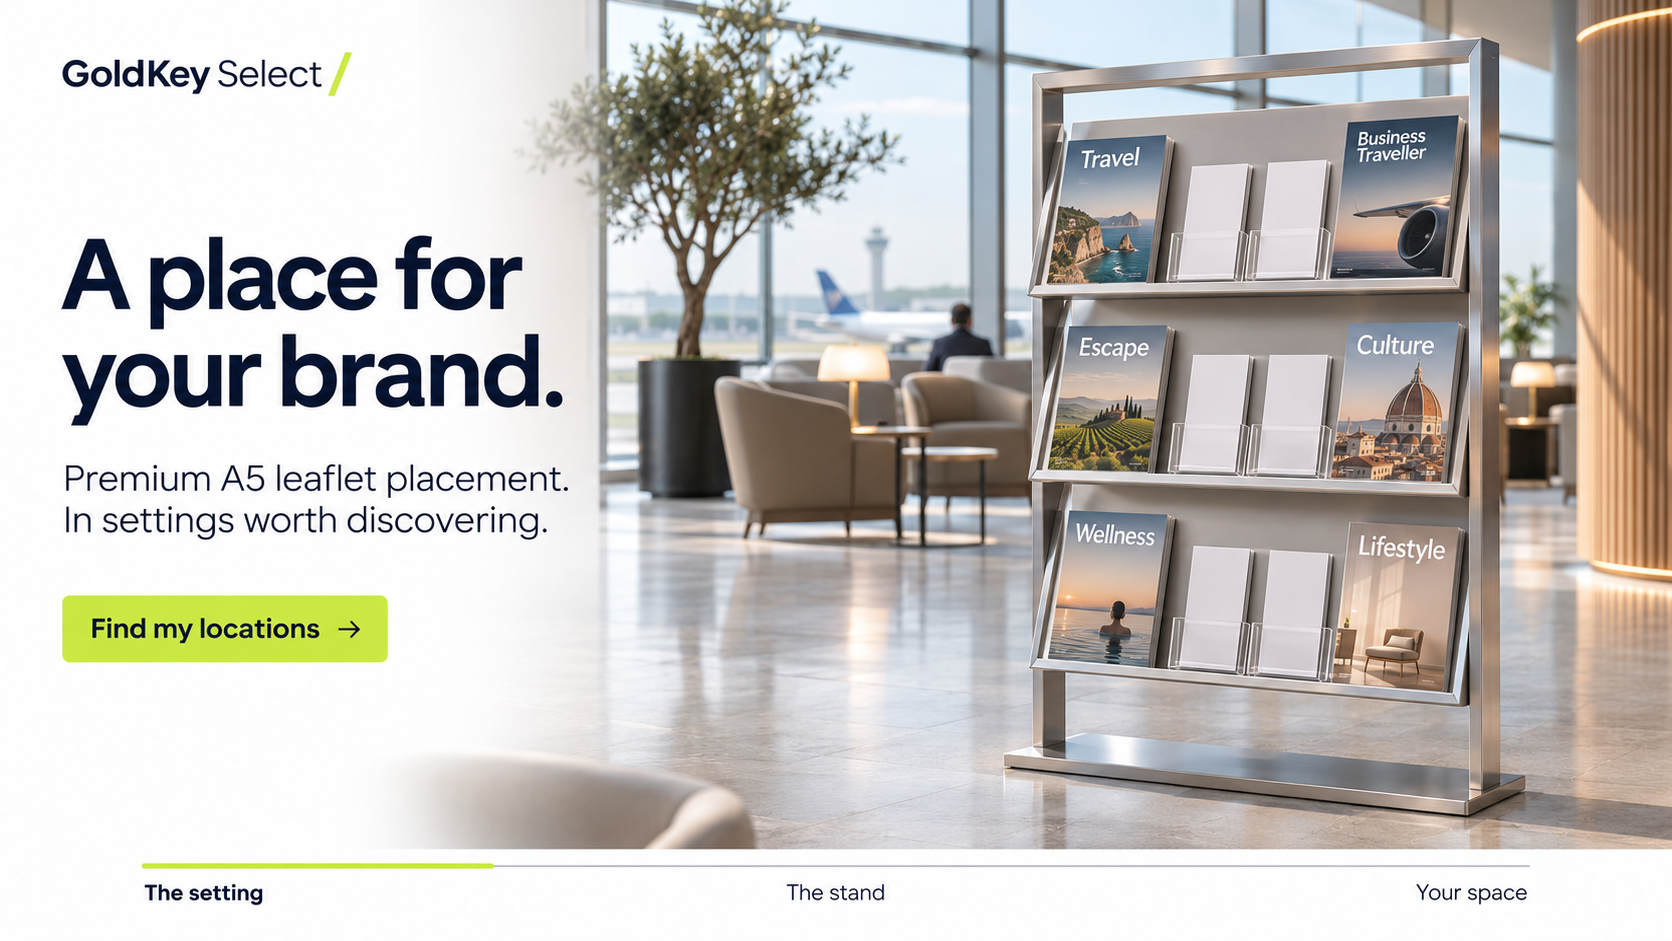 GoldKey Select /
A place for
your brand.
Premium A5 leaflet placement.
In settings worth discovering.
Find my locations →
Travel
Business
Traveller
Escape
Culture
Wellness
Lifestyle
The setting
The stand
Your space